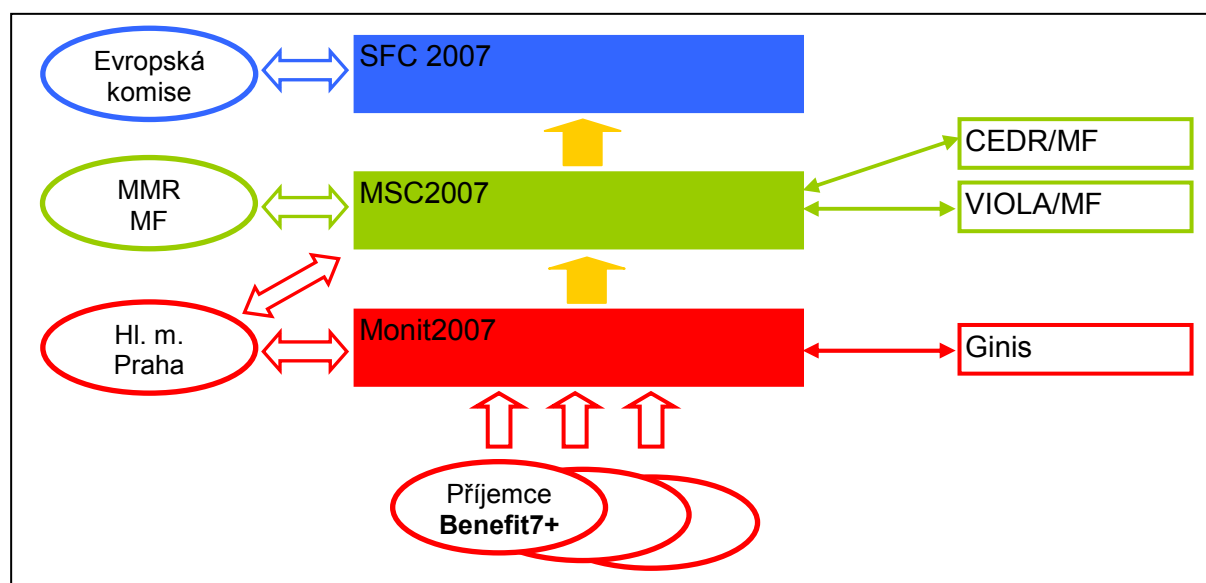 Evropská
komise
SFC 2007
MMR
MF
MSC2007
CEDR/MF
VIOLA/MF
Hl. m.
Praha
Monit2007
Ginis
Příjemce
Benefit7+